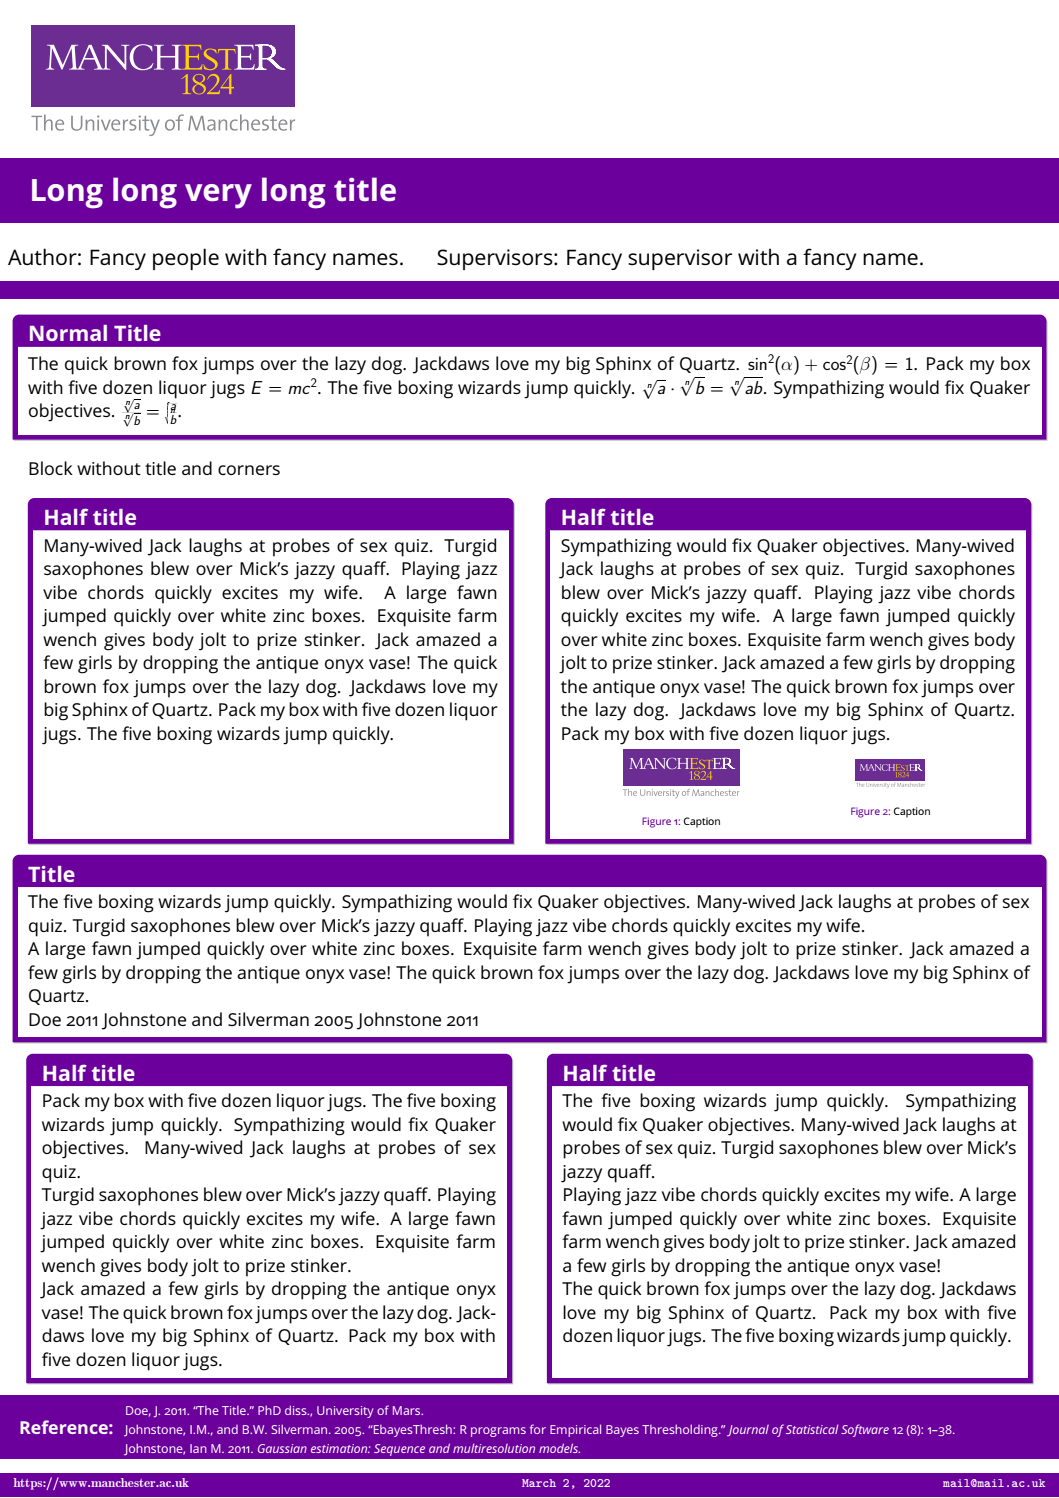 MANCHESTER
1824
The University of Manchester
Long long very long title
Author: Fancy people with fancy names. Supervisors: Fancy supervisor with a fancy name.
Normal Title
The quick brown fox jumps over the lazy dog. Jackdaws love my big Sphinx of Quartz. sin²(α) + cos²(β) = 1. Pack my box
with five dozen liquor jugs E = mc². The five boxing wizards jump quickly. ⁿ√a · ⁿ√b = ⁿ√ab. Sympathizing would fix Quaker
objectives. ⁿ√a/ⁿ√b = ⁿ√(a/b).
Block without title and corners
Half title
Many-wived Jack laughs at probes of sex quiz. Turgid
saxophones blew over Mick's jazzy quaff. Playing jazz
vibe chords quickly excites my wife. A large fawn
jumped quickly over white zinc boxes. Exquisite farm
wench gives body jolt to prize stinker. Jack amazed a
few girls by dropping the antique onyx vase! The quick
brown fox jumps over the lazy dog. Jackdaws love my
big Sphinx of Quartz. Pack my box with five dozen liquor
jugs. The five boxing wizards jump quickly.
Half title
Sympathizing would fix Quaker objectives. Many-wived
Jack laughs at probes of sex quiz. Turgid saxophones
blew over Mick's jazzy quaff. Playing jazz vibe chords
quickly excites my wife. A large fawn jumped quickly
over white zinc boxes. Exquisite farm wench gives body
jolt to prize stinker. Jack amazed a few girls by dropping
the antique onyx vase! The quick brown fox jumps over
the lazy dog. Jackdaws love my big Sphinx of Quartz.
Pack my box with five dozen liquor jugs.
MANCHESTER
1824
The University of Manchester
Figure 1: Caption
MANCHESTER
1824
The University of Manchester
Figure 2: Caption
Title
The five boxing wizards jump quickly. Sympathizing would fix Quaker objectives. Many-wived Jack laughs at probes of sex
quiz. Turgid saxophones blew over Mick's jazzy quaff. Playing jazz vibe chords quickly excites my wife.
A large fawn jumped quickly over white zinc boxes. Exquisite farm wench gives body jolt to prize stinker. Jack amazed a
few girls by dropping the antique onyx vase! The quick brown fox jumps over the lazy dog. Jackdaws love my big Sphinx of
Quartz.
Doe 2011 Johnstone and Silverman 2005 Johnstone 2011
Half title
Pack my box with five dozen liquor jugs. The five boxing
wizards jump quickly. Sympathizing would fix Quaker
objectives. Many-wived Jack laughs at probes of sex
quiz.
Turgid saxophones blew over Mick's jazzy quaff. Playing
jazz vibe chords quickly excites my wife. A large fawn
jumped quickly over white zinc boxes. Exquisite farm
wench gives body jolt to prize stinker.
Jack amazed a few girls by dropping the antique onyx
vase! The quick brown fox jumps over the lazy dog. Jack-
daws love my big Sphinx of Quartz. Pack my box with
five dozen liquor jugs.
Half title
The five boxing wizards jump quickly. Sympathizing
would fix Quaker objectives. Many-wived Jack laughs at
probes of sex quiz. Turgid saxophones blew over Mick's
jazzy quaff.
Playing jazz vibe chords quickly excites my wife. A large
fawn jumped quickly over white zinc boxes. Exquisite
farm wench gives body jolt to prize stinker. Jack amazed
a few girls by dropping the antique onyx vase!
The quick brown fox jumps over the lazy dog. Jackdaws
love my big Sphinx of Quartz. Pack my box with five
dozen liquor jugs. The five boxing wizards jump quickly.
Reference:
Doe, J. 2011. “The Title.” PhD diss., University of Mars.
Johnstone, I.M., and B.W. Silverman. 2005. “EbayesThresh: R programs for Empirical Bayes Thresholding.” Journal of Statistical Software 12 (8): 1–38.
Johnstone, Ian M. 2011. Gaussian estimation: Sequence and multiresolution models.
https://www.manchester.ac.uk March 2, 2022 mail@mail.ac.uk